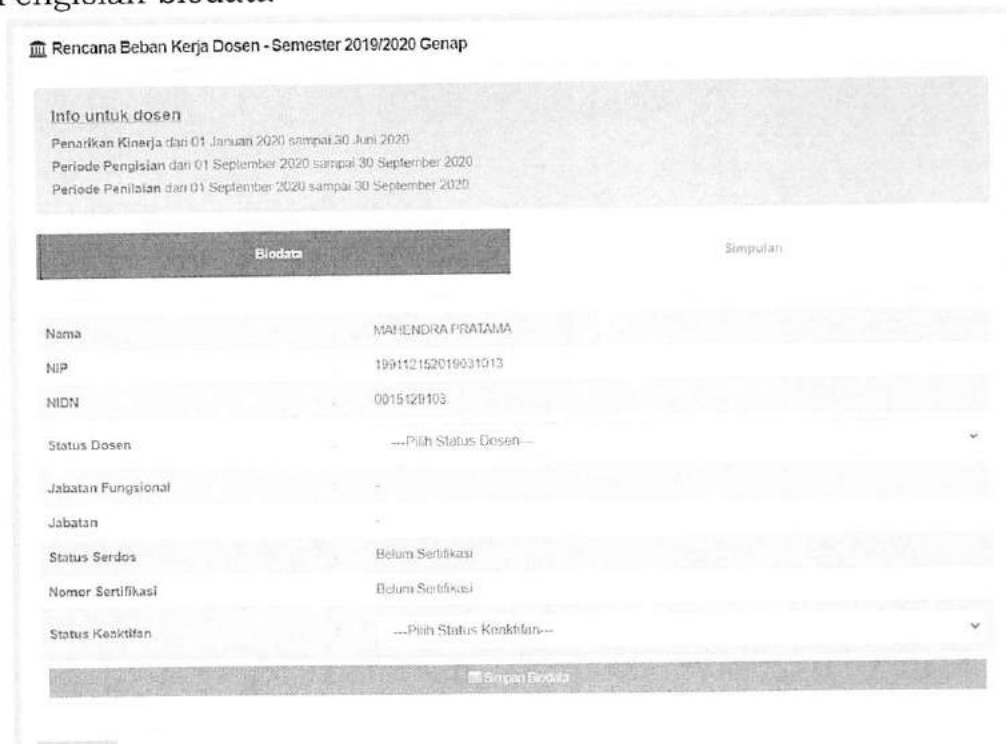 Pengisian biodata
Rencana Beban Kerja Dosen - Semester 2019/2020 Genap
Info untuk dosen
Penarikan Kinerja dari 01 Januari 2020 sampai 30 Juni 2020
Periode Pengisian dari 01 September 2020 sampai 30 September 2020
Periode Penilaian dari 01 September 2020 sampai 30 September 2020
Biodata Simpulan
Nama MAHENDRA PRATAMA
NIP 199112152019031013
NIDN 0015129103
Status Dosen ---Pilih Status Dosen---
Jabatan Fungsional -
Jabatan -
Status Serdos Belum Sertifikasi
Nomor Sertifikasi Belum Sertifikasi
Status Keaktifan ---Pilih Status Keaktifan---
Simpan Biodata